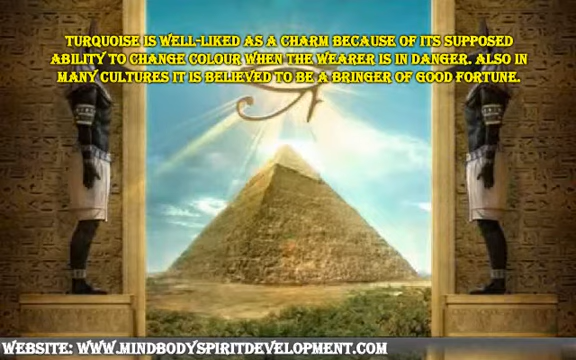 TURQUOISE IS WELL-LIKED AS A CHARM BECAUSE OF ITS SUPPOSED
ABILITY TO CHANGE COLOUR WHEN THE WEARER IS IN DANGER. ALSO IN
MANY CULTURES IT IS BELIEVED TO BE A BRINGER OF GOOD FORTUNE.
WEBSITE: WWW.MINDBODYSPIRITDEVELOPMENT.COM